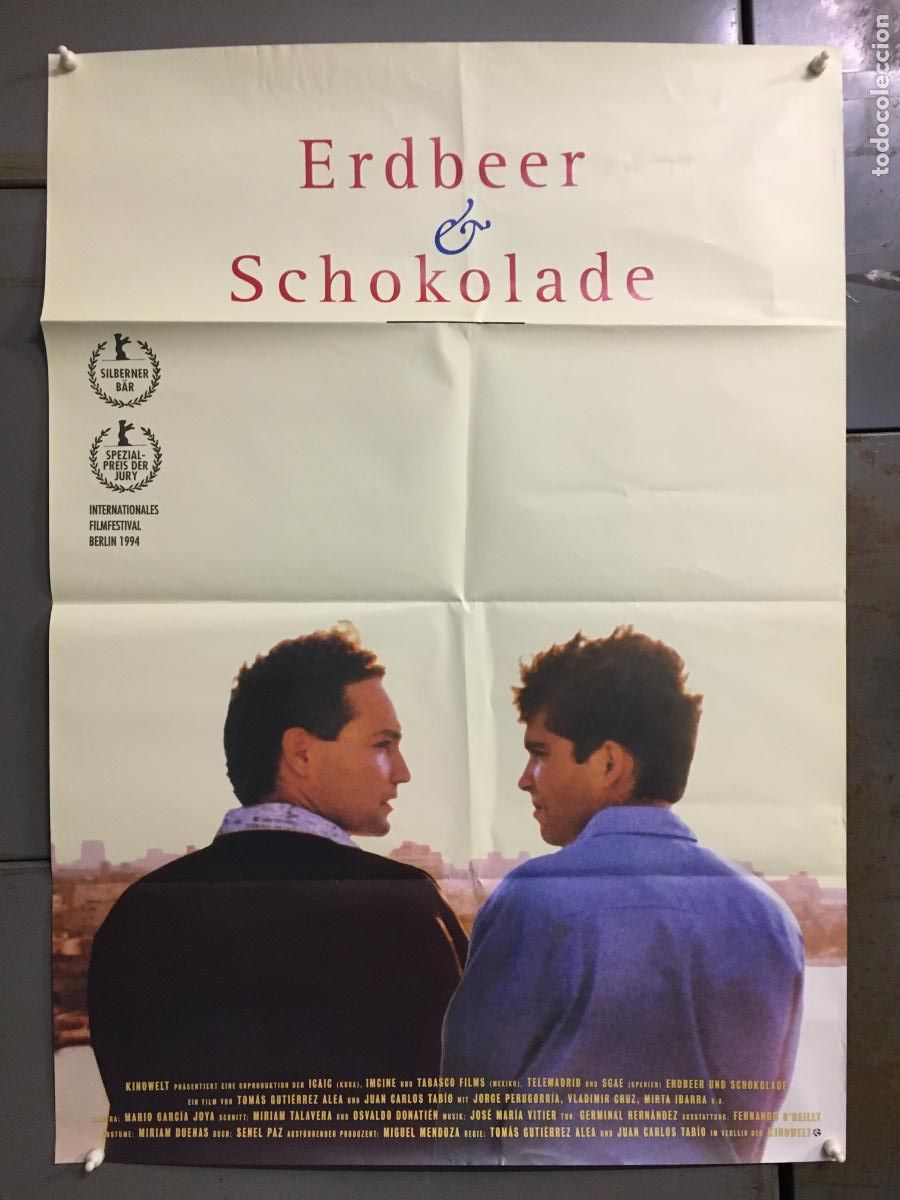 todocoleccion
Erdbeer
&
Schokolade
SILBERNER
BÄR
SPEZIAL-
PREIS DER
JURY
INTERNATIONALES
FILMFESTIVAL
BERLIN 1994
KINOWELT PRÄSENTIERT EINE COPRODUKTION DER ICAIC (KUBA), IMCINE UND TABASCO FILMS (MEXIKO), TELEMADRID UND SGAE (SPANIEN) ERDBEER UND SCHOKOLADE
EIN FILM VON TOMÁS GUTIÉRREZ ALEA UND JUAN CARLOS TABÍO MIT JORGE PERUGORRÍA, VLADIMIR CRUZ, MIRTA IBARRA U.A.
KAMERA: MARIO GARCÍA JOYA SCHNITT: MIRIAM TALAVERA UND OSVALDO DONATIÉN MUSIK: JOSÉ MARÍA VITIER TON: GERMINAL HERNÁNDEZ AUSSTATTUNG: FERNANDO O'REILLY
KOSTÜME: MIRIAM DUENAS BUCH: SENEL PAZ AUSFÜHRENDER PRODUZENT: MIGUEL MENDOZA REGIE: TOMÁS GUTIÉRREZ ALEA UND JUAN CARLOS TABÍO IM VERLEIH DER KINOWELT